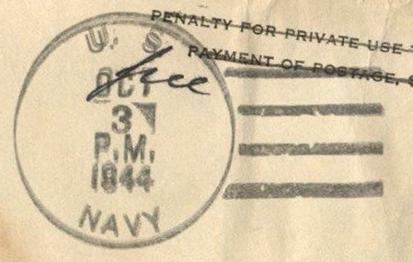 PENALTY FOR PRIVATE USE
PAYMENT OF POSTAGE,
U. S.
free
OCT
3
P.M.
1944
NAVY